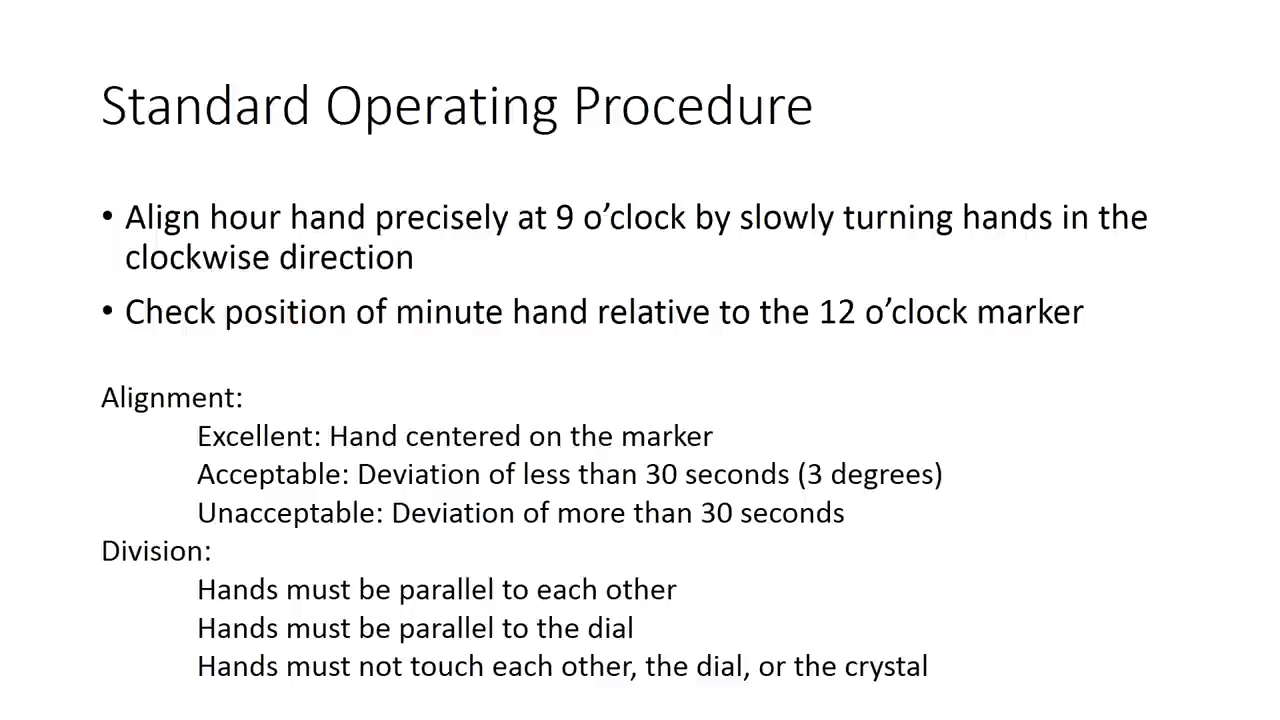 Standard Operating Procedure
• Align hour hand precisely at 9 o’clock by slowly turning hands in the
clockwise direction
• Check position of minute hand relative to the 12 o’clock marker
Alignment:
Excellent: Hand centered on the marker
Acceptable: Deviation of less than 30 seconds (3 degrees)
Unacceptable: Deviation of more than 30 seconds
Division:
Hands must be parallel to each other
Hands must be parallel to the dial
Hands must not touch each other, the dial, or the crystal